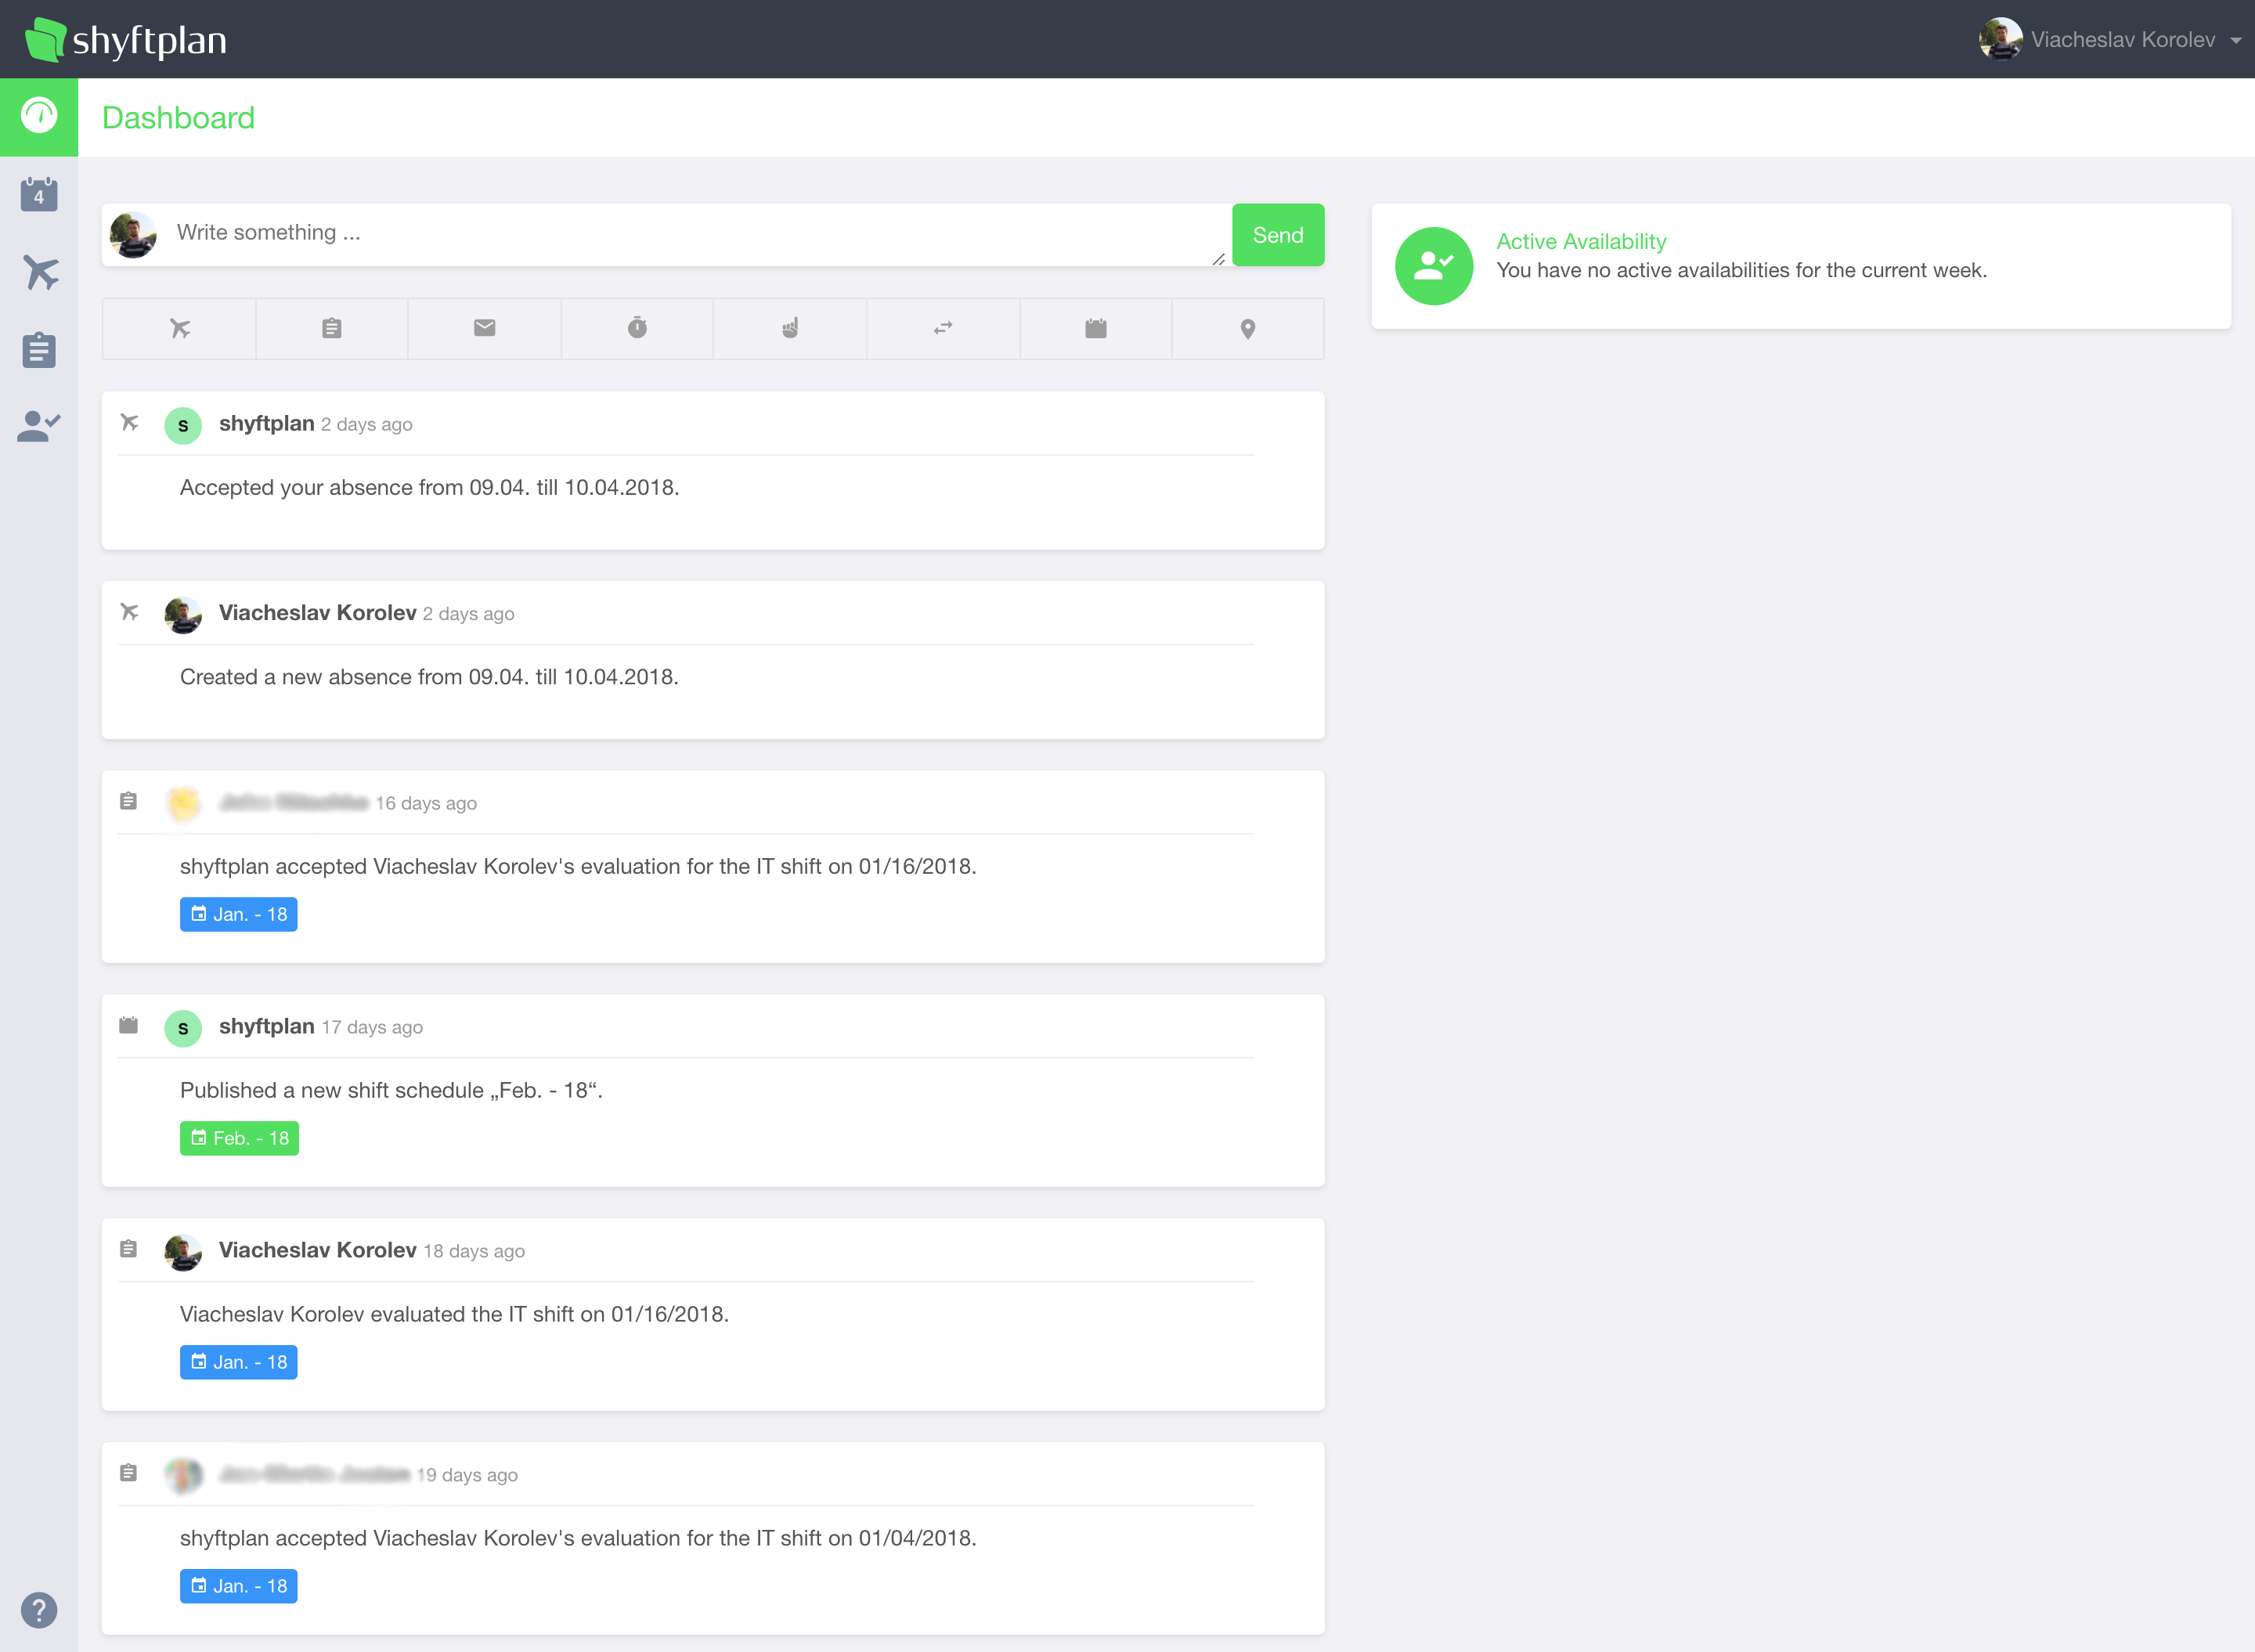 shyftplan
Viacheslav Korolev
Dashboard
4
Write something ...
Send
Active Availability
You have no active availabilities for the current week.
S shyftplan 2 days ago
Accepted your absence from 09.04. till 10.04.2018.
Viacheslav Korolev 2 days ago
Created a new absence from 09.04. till 10.04.2018.
16 days ago
shyftplan accepted Viacheslav Korolev's evaluation for the IT shift on 01/16/2018.
Jan. - 18
S shyftplan 17 days ago
Published a new shift schedule „Feb. - 18“.
Feb. - 18
Viacheslav Korolev 18 days ago
Viacheslav Korolev evaluated the IT shift on 01/16/2018.
Jan. - 18
19 days ago
shyftplan accepted Viacheslav Korolev's evaluation for the IT shift on 01/04/2018.
Jan. - 18
?